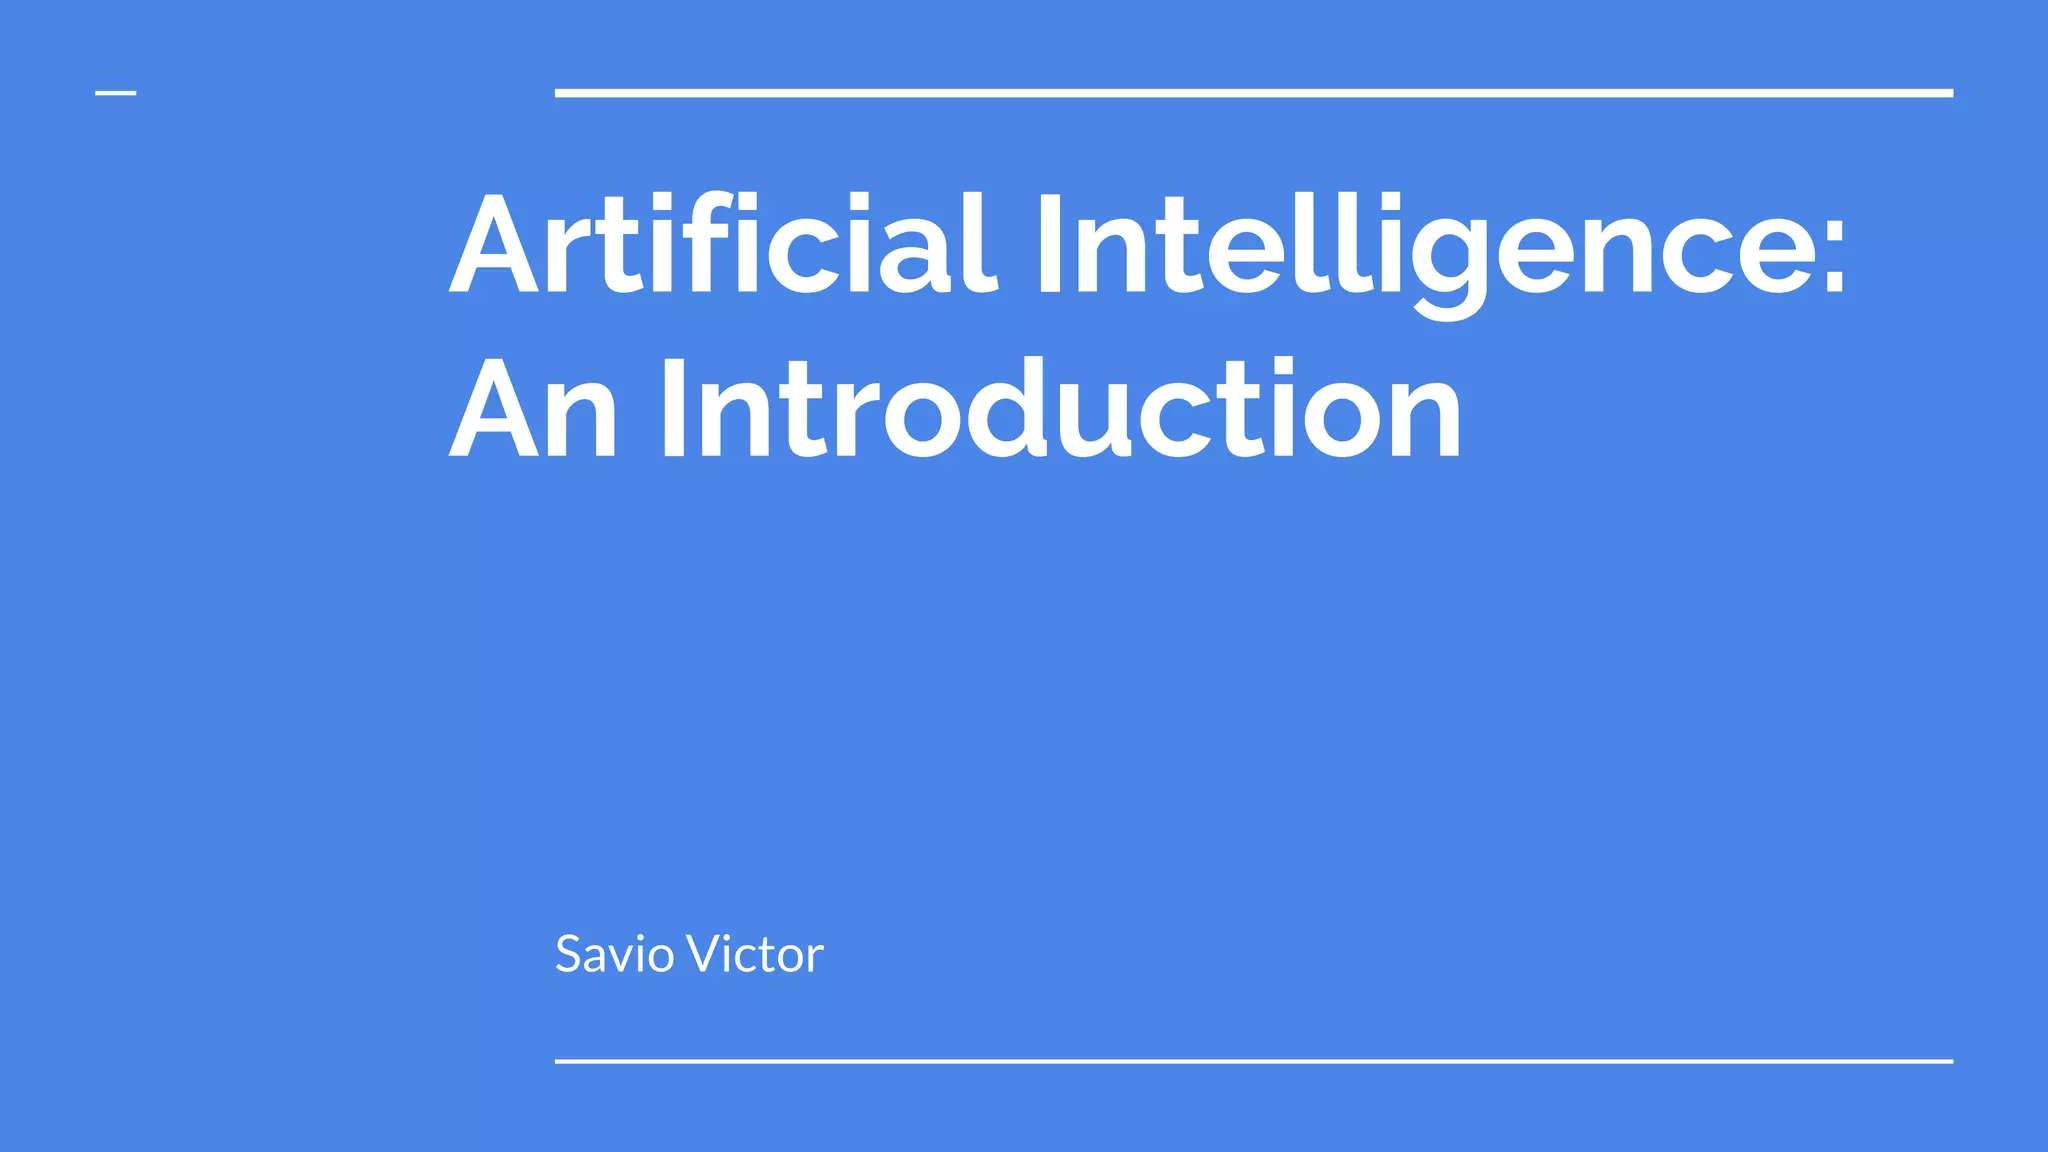 Artificial Intelligence:
An Introduction
Savio Victor